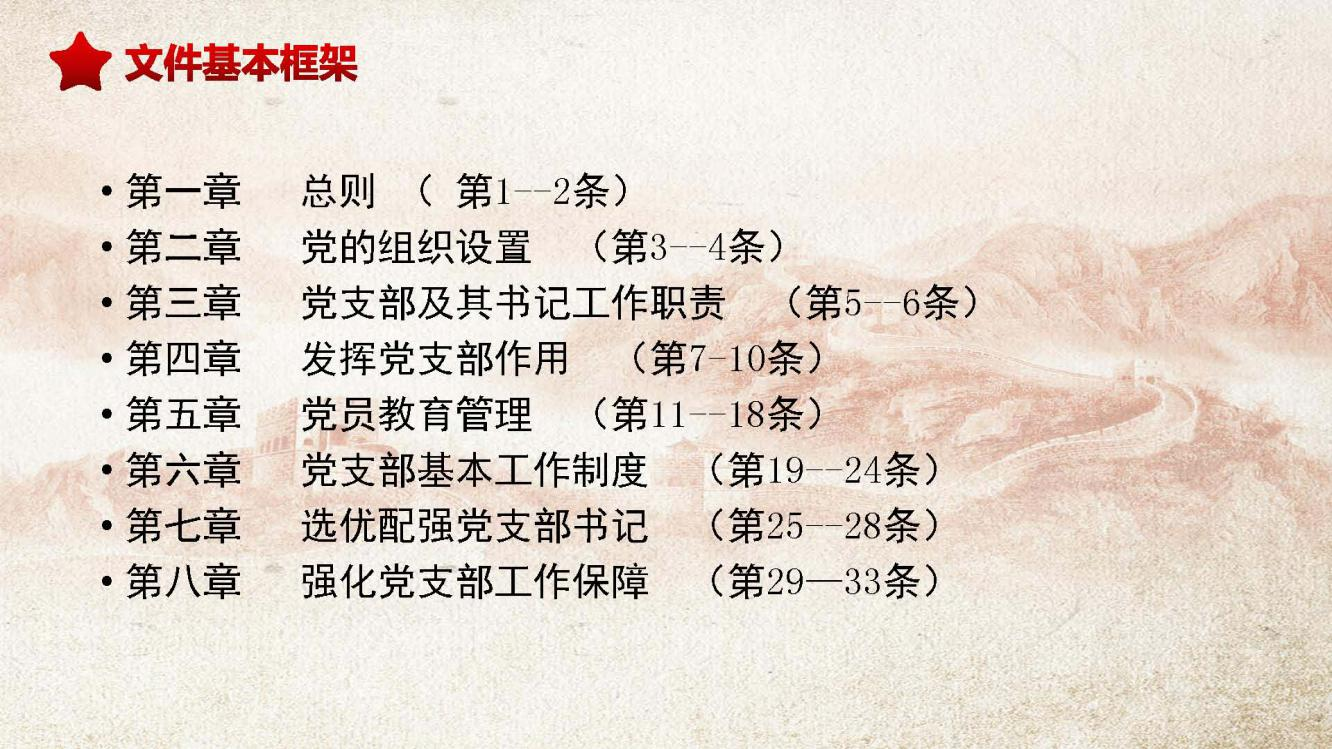 文件基本框架
• 第一章 总则 （ 第1--2条）
• 第二章 党的组织设置 （第3--4条）
• 第三章 党支部及其书记工作职责 （第5--6条）
• 第四章 发挥党支部作用 （第7-10条）
• 第五章 党员教育管理 （第11--18条）
• 第六章 党支部基本工作制度 （第19--24条）
• 第七章 选优配强党支部书记 （第25--28条）
• 第八章 强化党支部工作保障 （第29—33条）